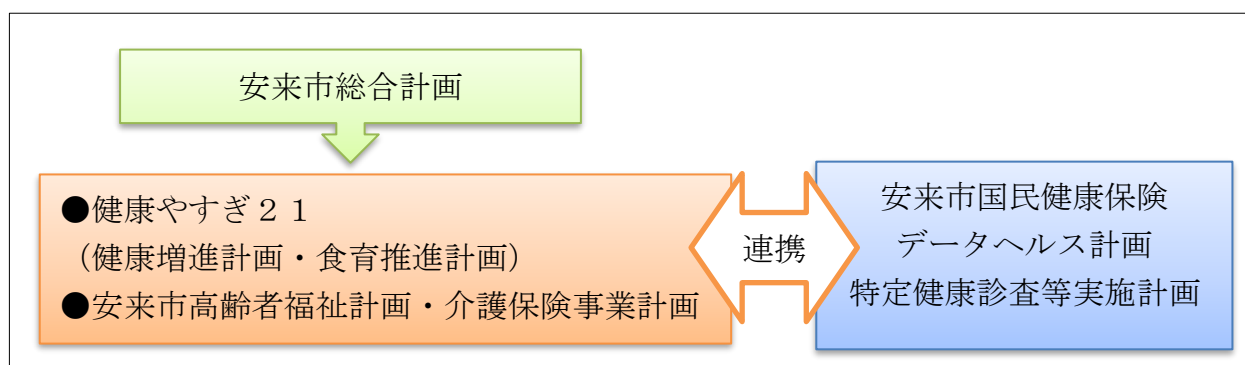 安来市総合計画
●健康やすぎ２１
（健康増進計画・食育推進計画）
●安来市高齢者福祉計画・介護保険事業計画
連携
安来市国民健康保険
データヘルス計画
特定健康診査等実施計画